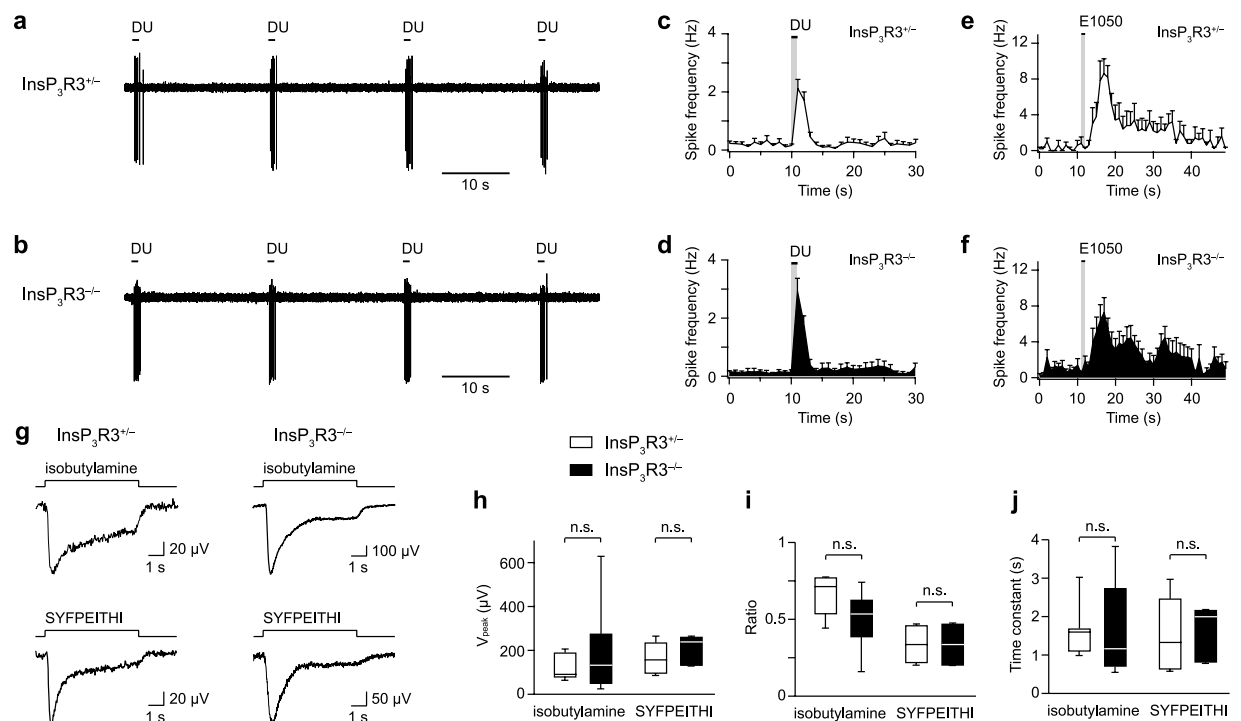 a
DU DU DU DU
InsP3R3+/–
10 s
b
DU DU DU DU
InsP3R3–/–
10 s
c
DU
InsP3R3+/–
Spike frequency (Hz)
4
2
0
0 10 20 30
Time (s)
d
DU
InsP3R3–/–
Spike frequency (Hz)
4
2
0
0 10 20 30
Time (s)
e
E1050
InsP3R3+/–
Spike frequency (Hz)
12
8
4
0
0 10 20 30 40
Time (s)
f
E1050
InsP3R3–/–
Spike frequency (Hz)
12
8
4
0
0 10 20 30 40
Time (s)
g
InsP3R3+/– InsP3R3–/–
isobutylamine isobutylamine
20 µV 100 µV
1 s 1 s
SYFPEITHI SYFPEITHI
20 µV 50 µV
1 s 1 s
InsP3R3+/–
InsP3R3–/–
h
n.s. n.s.
Vpeak (µV)
600
400
200
0
isobutylamine SYFPEITHI
i
n.s.
n.s.
Ratio
1
0.5
0
isobutylamine SYFPEITHI
j
n.s. n.s.
Time constant (s)
4
3
2
1
0
isobutylamine SYFPEITHI